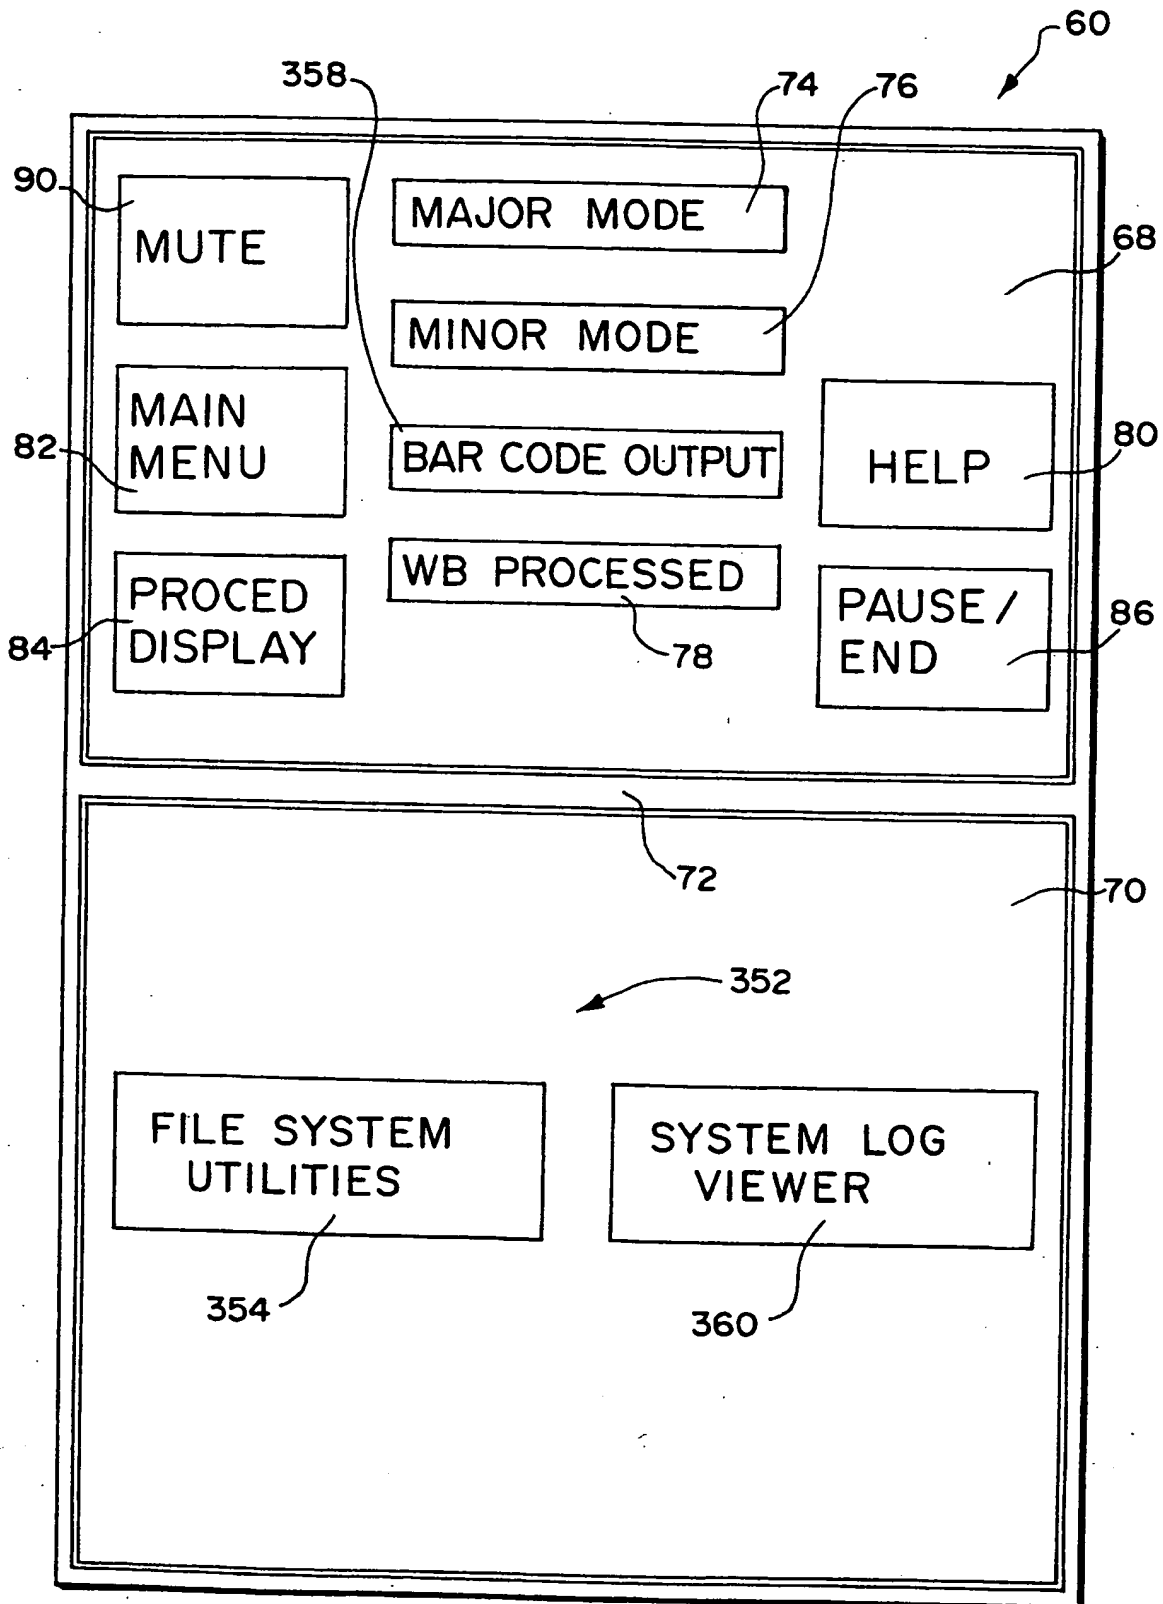 60
358
74
76
90
MUTE
MAJOR MODE
68
MINOR MODE
MAIN
MENU
82
BAR CODE OUTPUT
HELP
80
PROCED
DISPLAY
84
WB PROCESSED
78
PAUSE/
END
86
72
70
352
FILE SYSTEM
UTILITIES
SYSTEM LOG
VIEWER
354
360